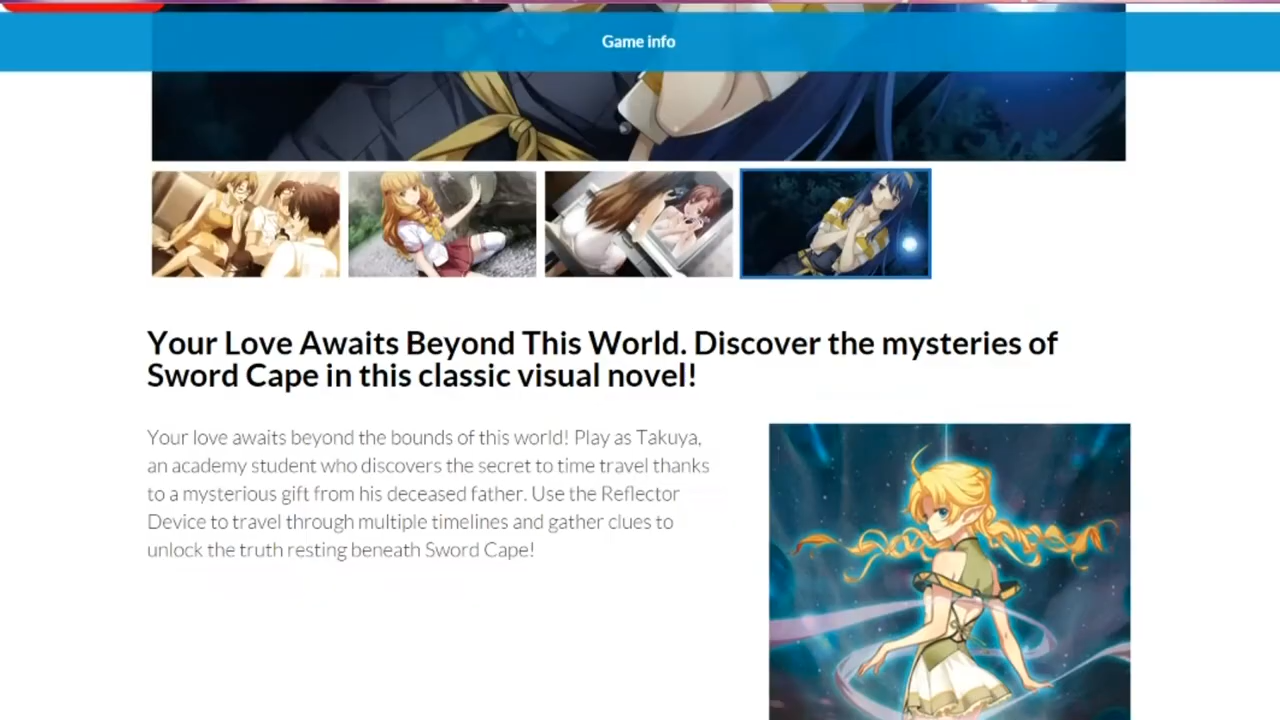 Game info
Your Love Awaits Beyond This World. Discover the mysteries of
Sword Cape in this classic visual novel!
Your love awaits beyond the bounds of this world! Play as Takuya,
an academy student who discovers the secret to time travel thanks
to a mysterious gift from his deceased father. Use the Reflector
Device to travel through multiple timelines and gather clues to
unlock the truth resting beneath Sword Cape!